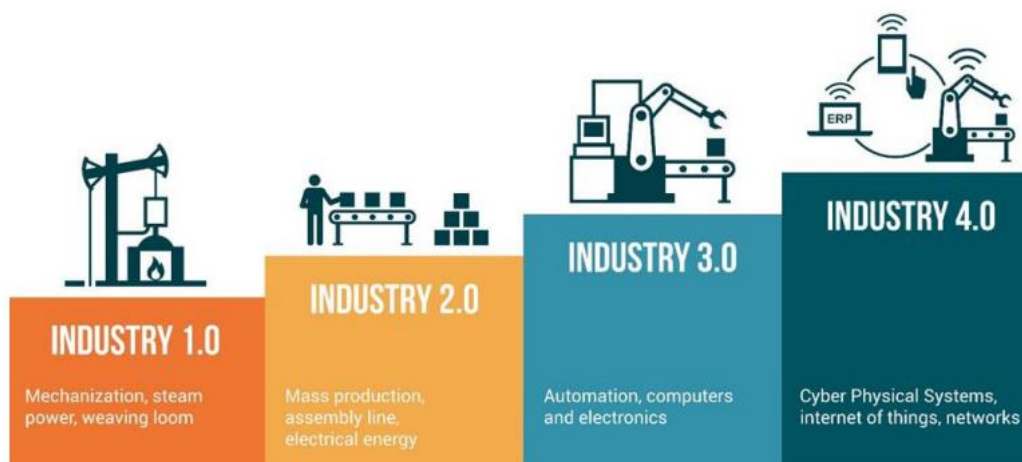 INDUSTRY 1.0
Mechanization, steam
power, weaving loom
INDUSTRY 2.0
Mass production,
assembly line,
electrical energy
INDUSTRY 3.0
Automation, computers
and electronics
ERP
INDUSTRY 4.0
Cyber Physical Systems,
internet of things, networks